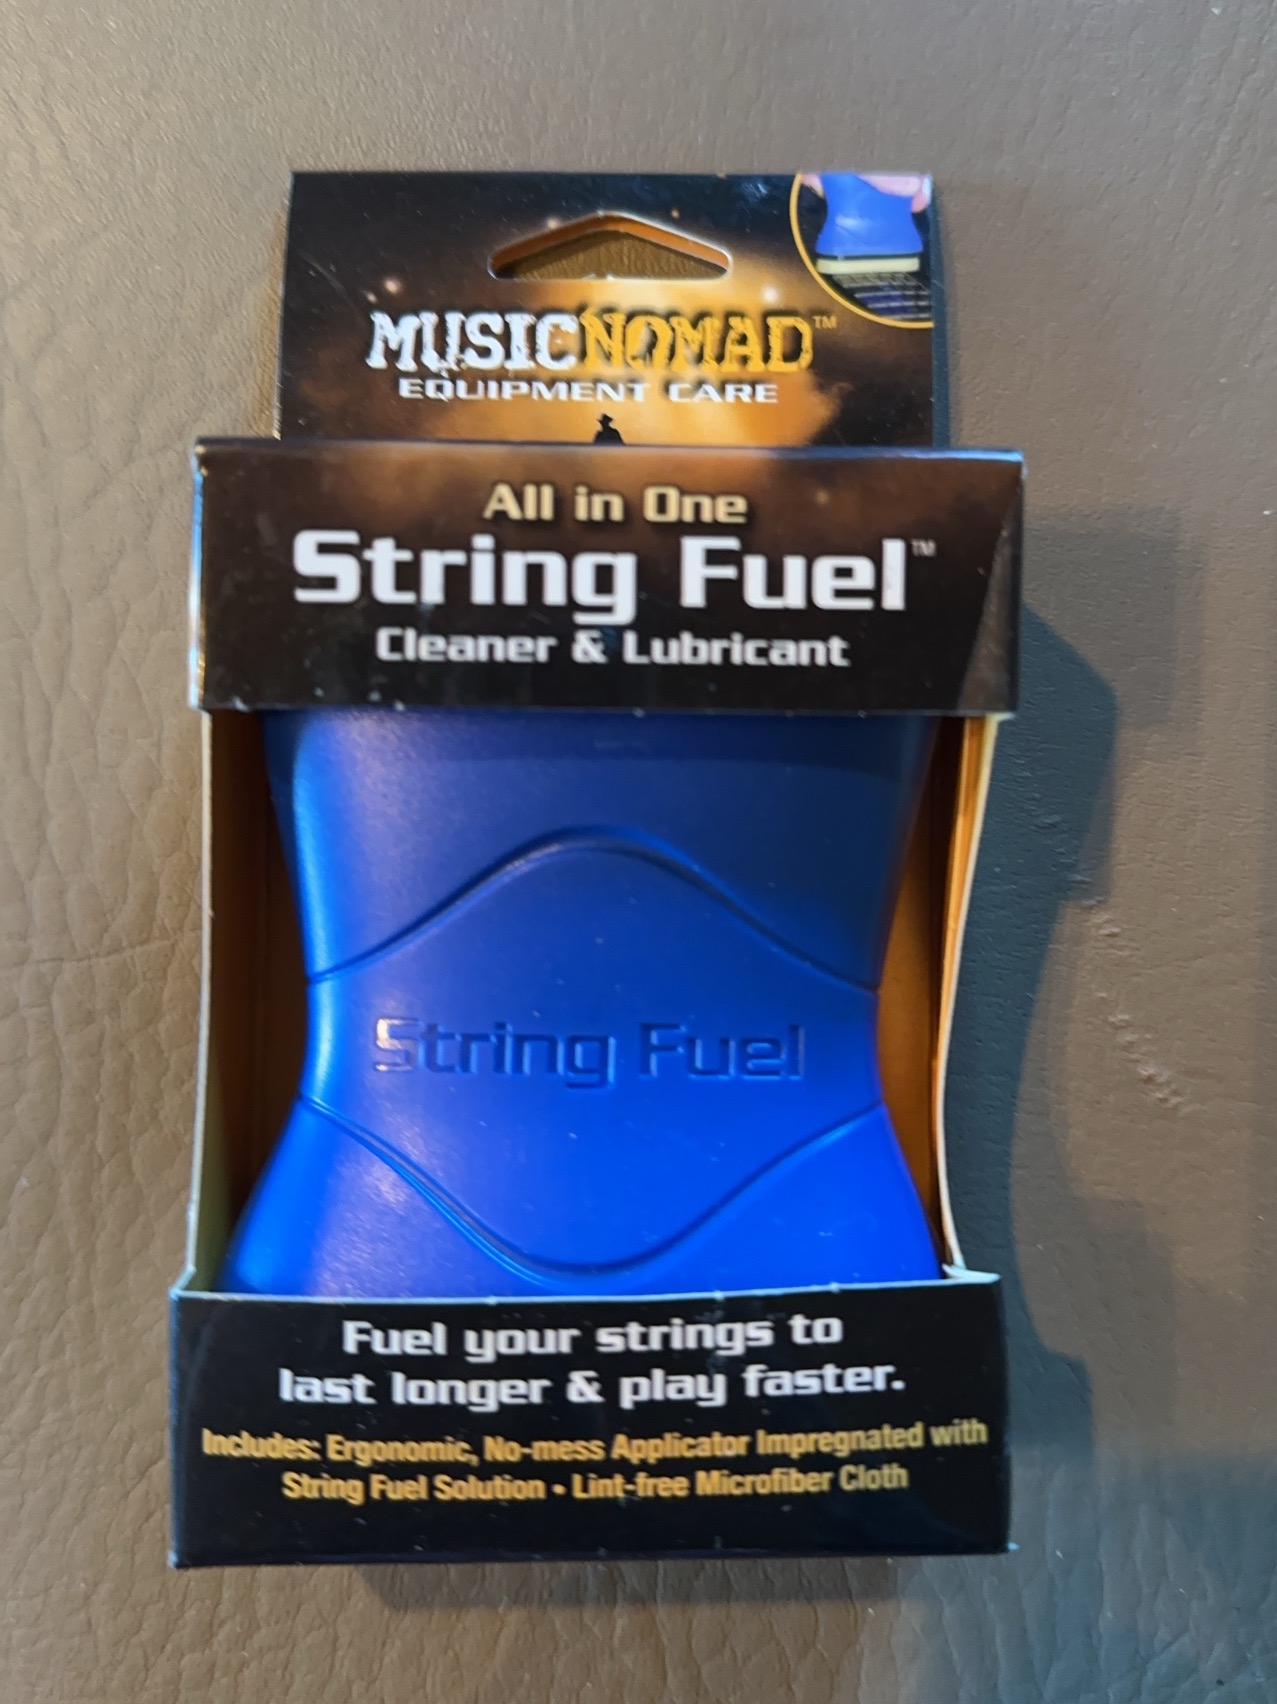 MUSICNOMAD™
EQUIPMENT CARE
All in One
String Fuel™
Cleaner & Lubricant
String Fuel
Fuel your strings to
last longer & play faster.
Includes: Ergonomic, No-mess Applicator Impregnated with
String Fuel Solution • Lint-free Microfiber Cloth